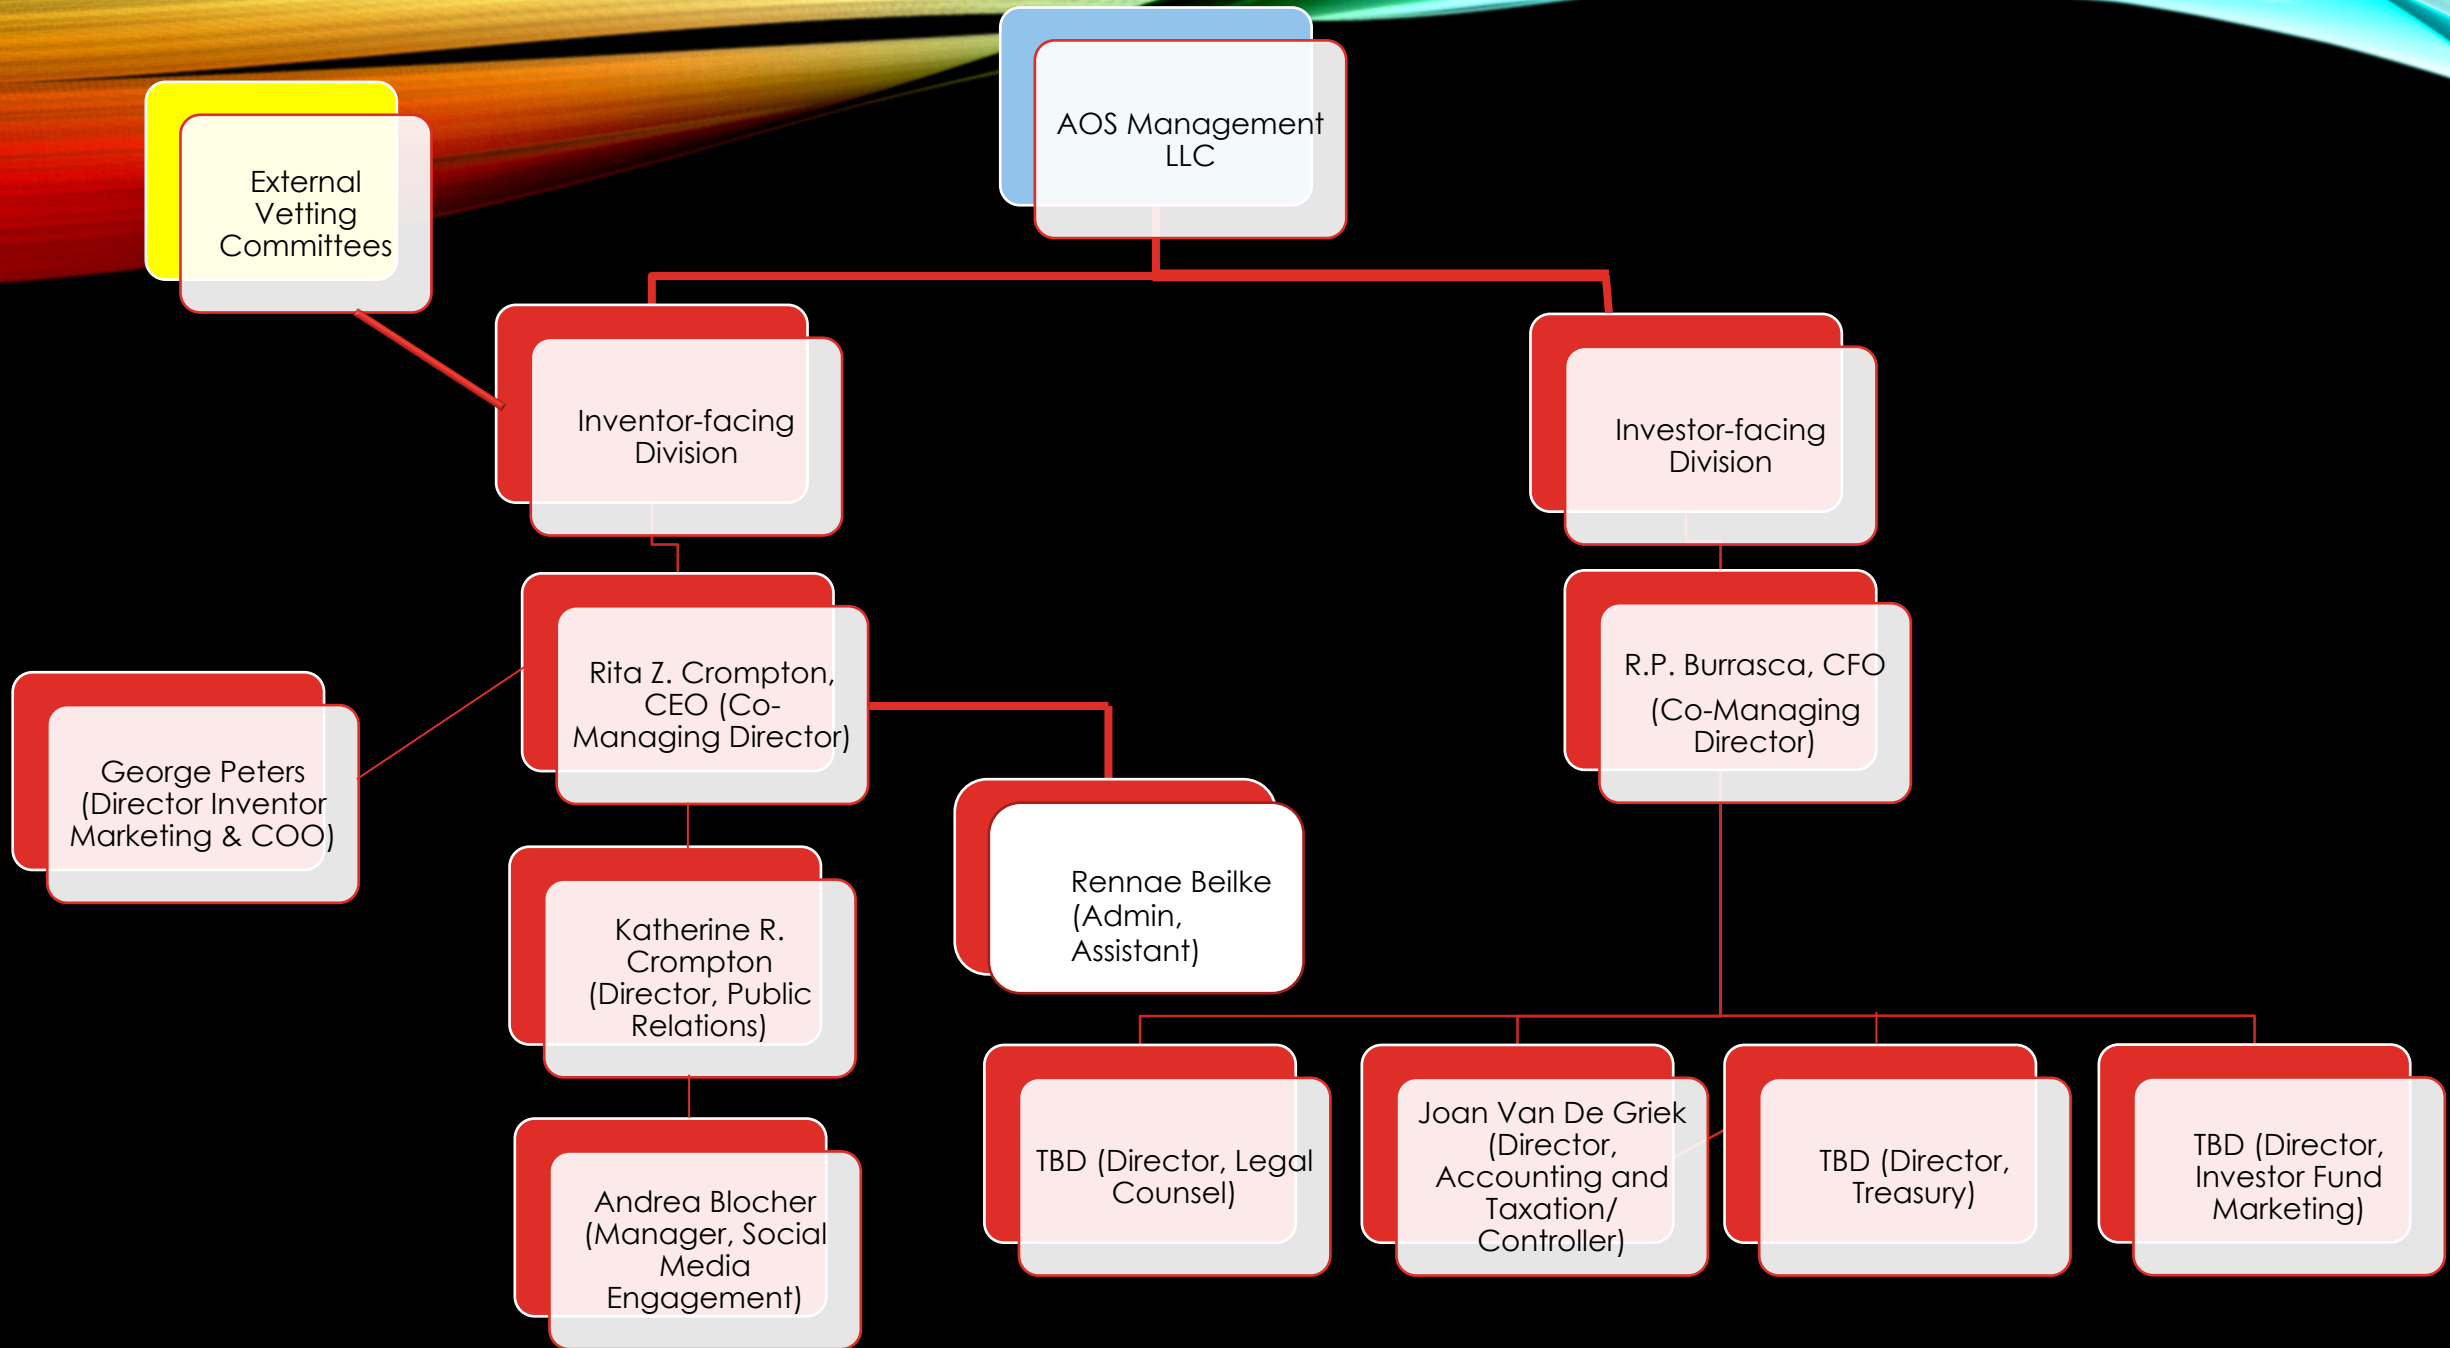 AOS Management
LLC
External
Vetting
Committees
Inventor-facing
Division
Investor-facing
Division
Rita Z. Crompton,
CEO (Co-
Managing Director)
R.P. Burrasca, CFO
(Co-Managing
Director)
George Peters
(Director Inventor
Marketing & COO)
Rennae Beilke
(Admin,
Assistant)
Katherine R.
Crompton
(Director, Public
Relations)
Andrea Blocher
(Manager, Social
Media
Engagement)
TBD (Director, Legal
Counsel)
Joan Van De Griek
(Director,
Accounting and
Taxation/
Controller)
TBD (Director,
Treasury)
TBD (Director,
Investor Fund
Marketing)